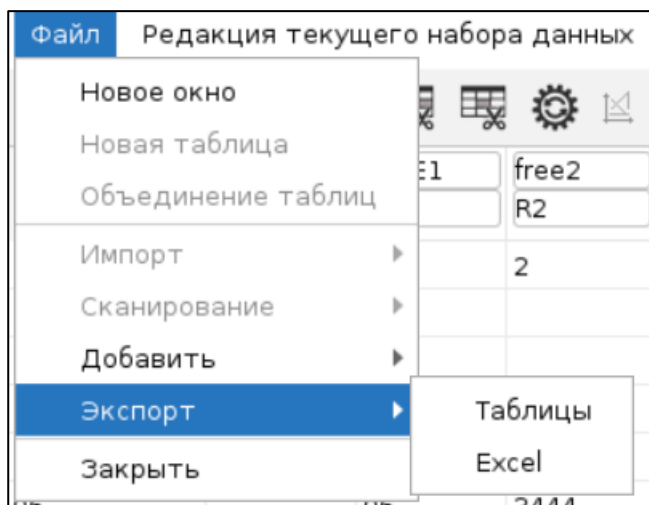 Файл Редакция текущего набора данных
Новое окно
Новая таблица
Объединение таблиц
Импорт
Сканирование
Добавить
Экспорт
Закрыть
Таблицы
Excel
E1 free2
R2
2